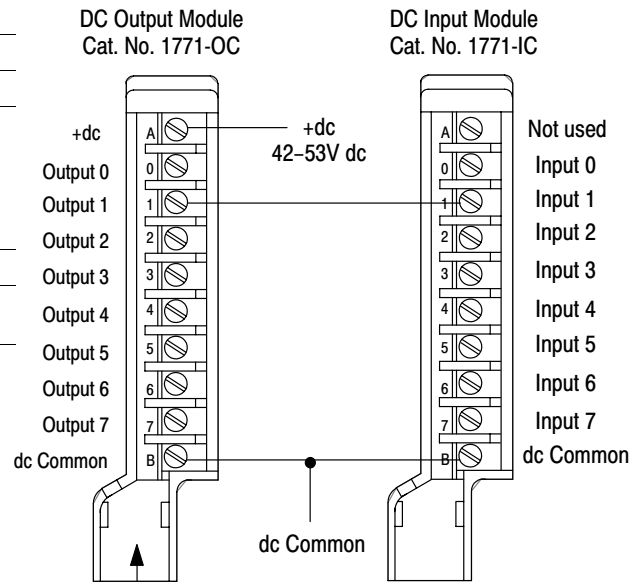 DC Output Module
Cat. No. 1771-OC
DC Input Module
Cat. No. 1771-IC
+dc A +dc A Not used
42–53V dc
Output 0 0 0 Input 0
Output 1 1 1 Input 1
Output 2 2 2 Input 2
Output 3 3 3 Input 3
Output 4 4 4 Input 4
Output 5 5 5 Input 5
Output 6 6 6 Input 6
Output 7 7 7 Input 7
dc Common B B dc Common
dc Common